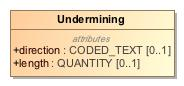 Undermining
attributes
+direction : CODED_TEXT [0..1]
+length : QUANTITY [0..1]